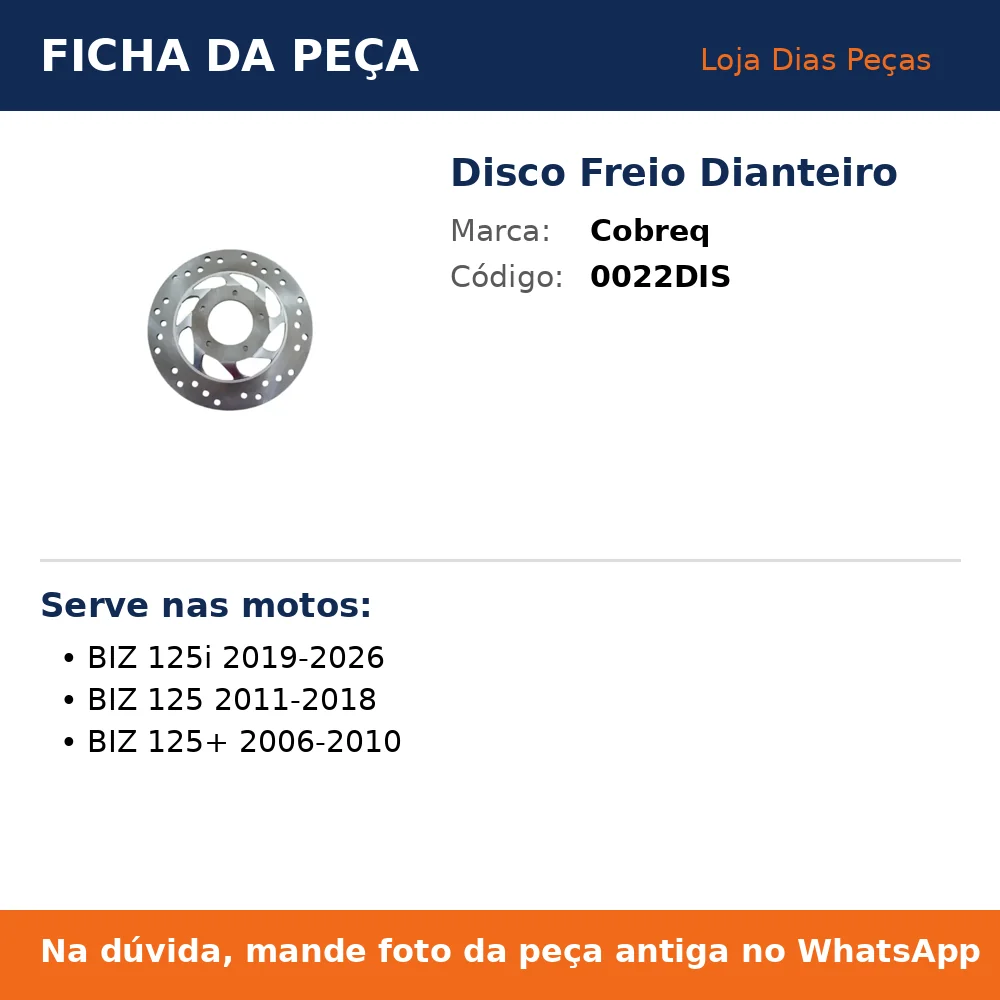 FICHA DA PEÇA
Loja Dias Peças
Disco Freio Dianteiro
Marca: Cobreq
Código: 0022DIS
Serve nas motos:
• BIZ 125i 2019-2026
• BIZ 125 2011-2018
• BIZ 125+ 2006-2010
Na dúvida, mande foto da peça antiga no WhatsApp